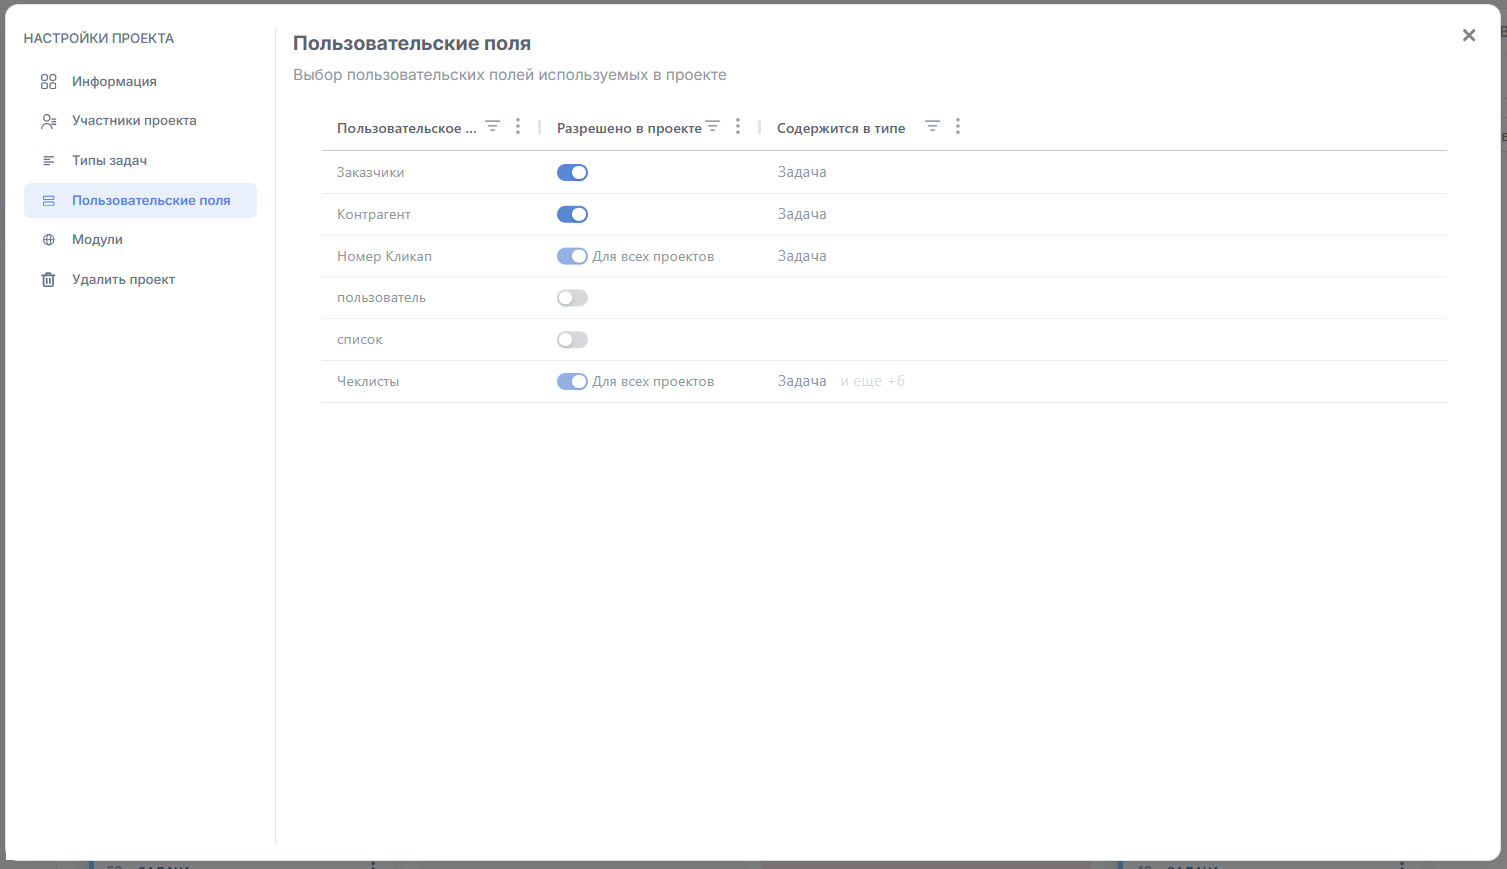 НАСТРОЙКИ ПРОЕКТА
Информация
Участники проекта
Типы задач
Пользовательские поля
Модули
Удалить проект
Пользовательские поля
Выбор пользовательских полей используемых в проекте
Пользовательское ... Разрешено в проекте Содержится в типе
Заказчики Задача
Контрагент Задача
Номер Кликап Для всех проектов Задача
пользователь
список
Чеклисты Для всех проектов Задача и еще +6